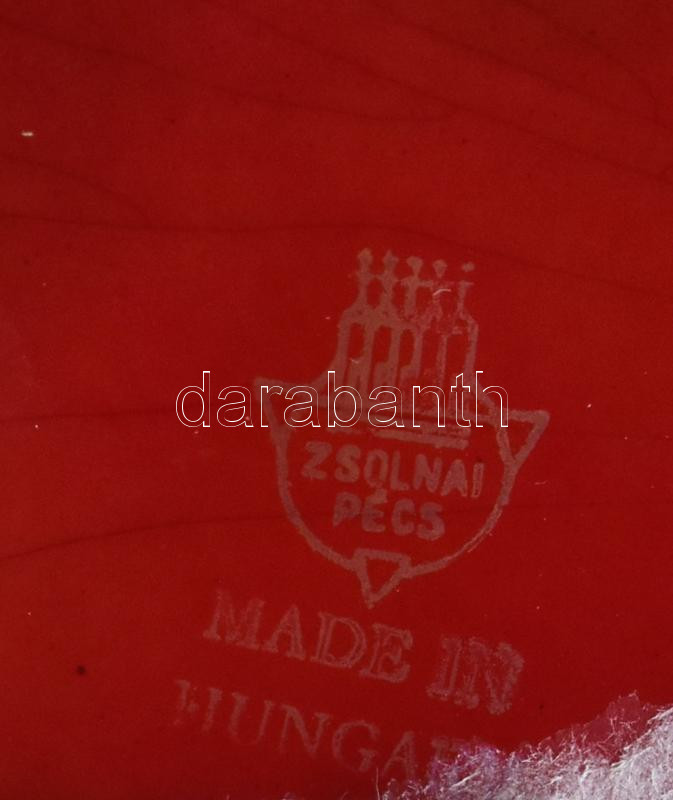 darabanth
ZSOLNAI
PÉCS
MADE IN